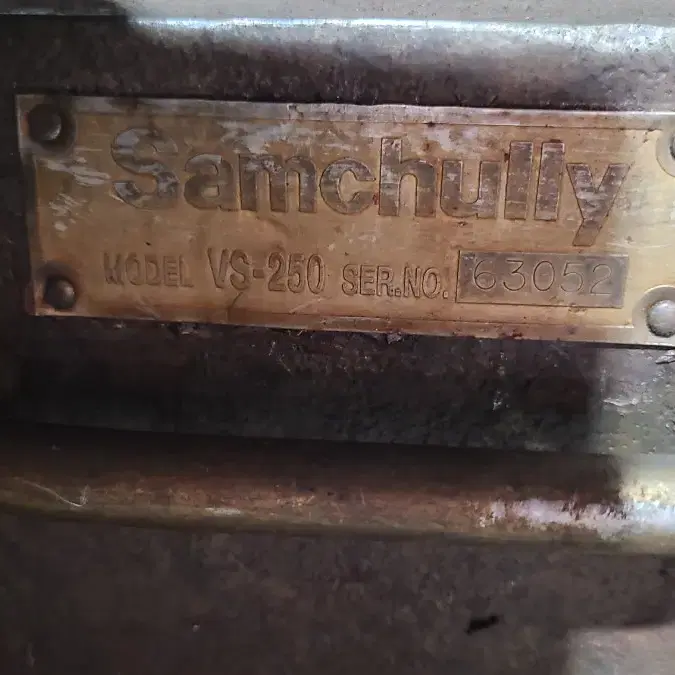 Samchully
MODEL VS-250 SER.NO. 63052